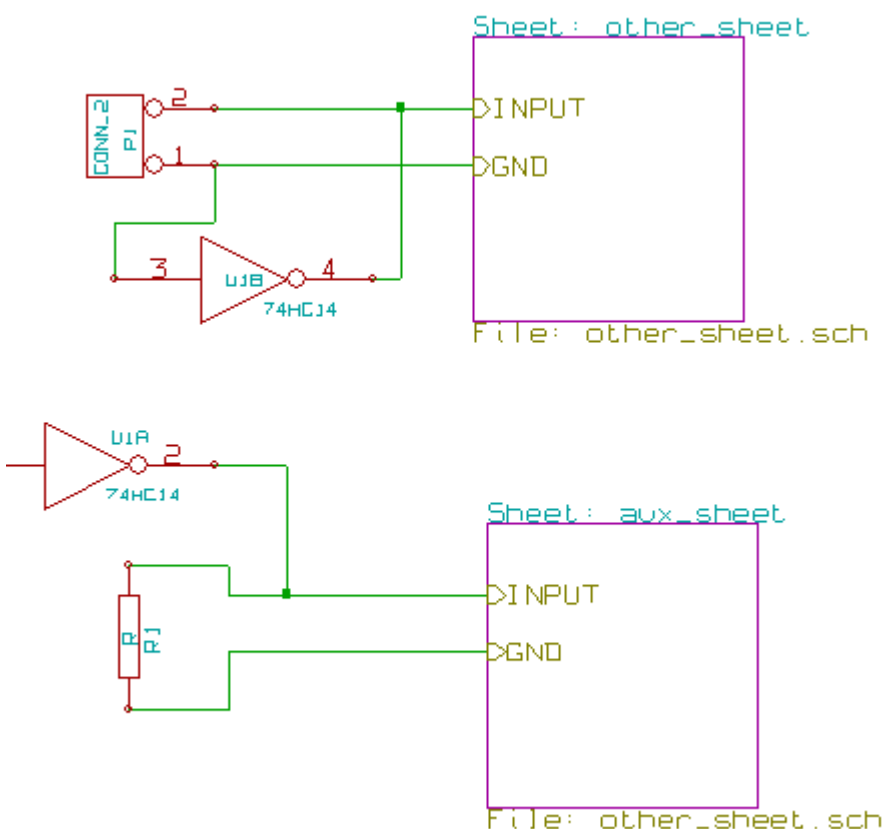 Sheet: other_sheet
CONN_2
P1
2
INPUT
1
GND
3
U1B
4
74HC14
File: other_sheet.sch
U1A
2
74HC14
Sheet: aux_sheet
INPUT
R
R1
GND
File: other_sheet.sch